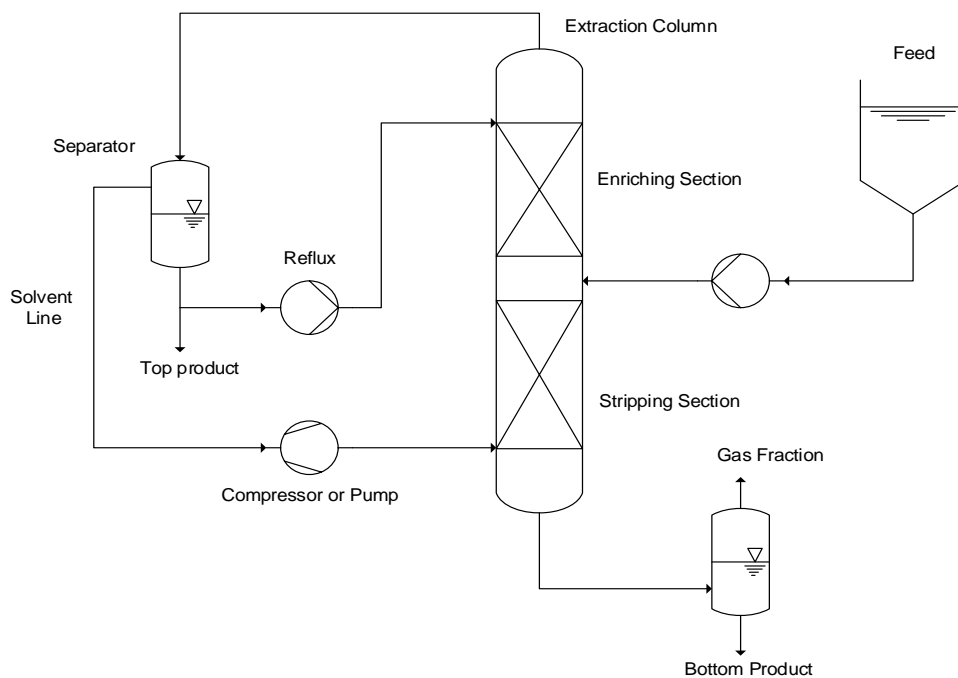 Extraction Column
Feed
Separator
Enriching Section
Reflux
Solvent
Line
Top product
Stripping Section
Gas Fraction
Compressor or Pump
Bottom Product